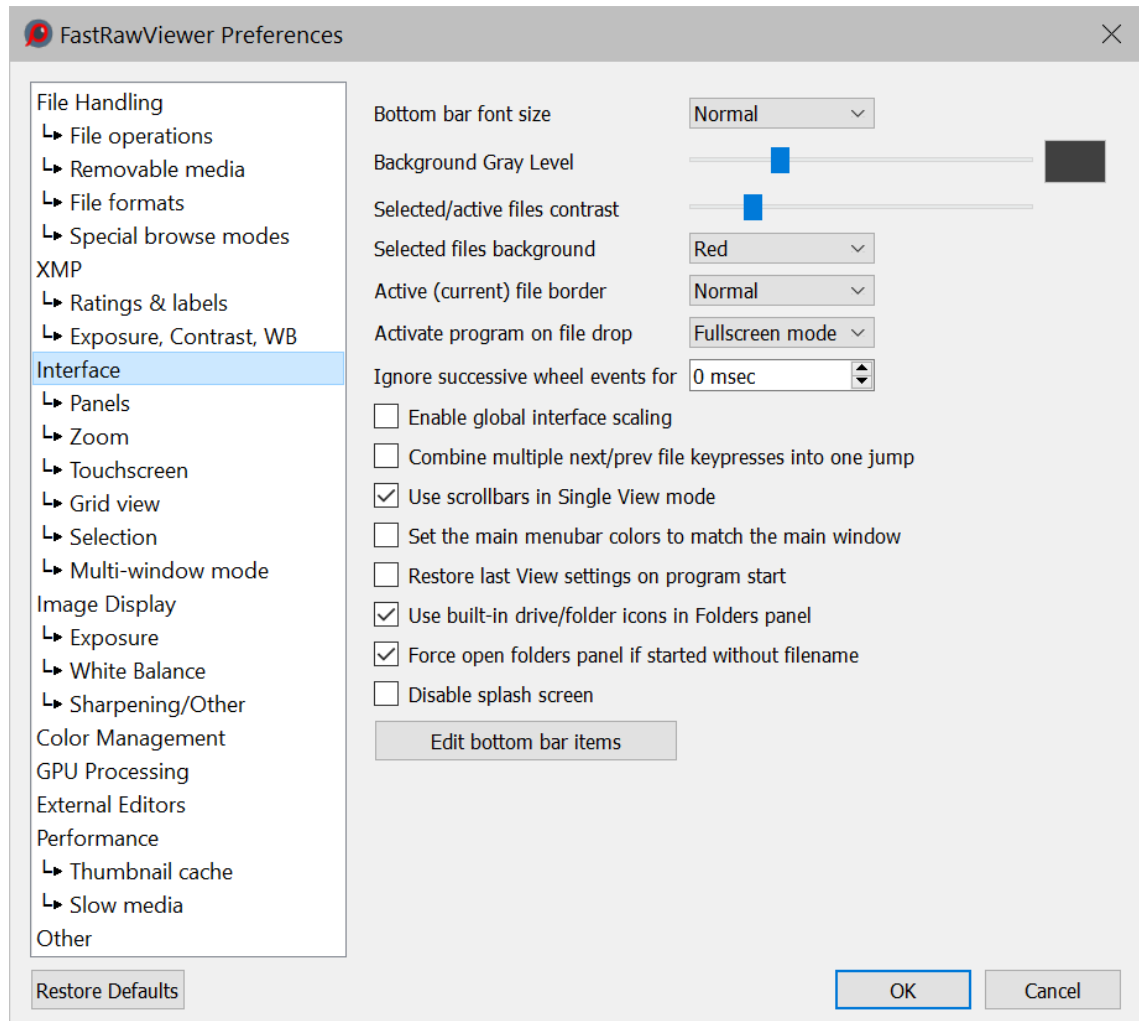 FastRawViewer Preferences
File Handling
File operations
Removable media
File formats
Special browse modes
XMP
Ratings & labels
Exposure, Contrast, WB
Interface
Panels
Zoom
Touchscreen
Grid view
Selection
Multi-window mode
Image Display
Exposure
White Balance
Sharpening/Other
Color Management
GPU Processing
External Editors
Performance
Thumbnail cache
Slow media
Other
Bottom bar font size Normal
Background Gray Level
Selected/active files contrast
Selected files background Red
Active (current) file border Normal
Activate program on file drop Fullscreen mode
Ignore successive wheel events for 0 msec
Enable global interface scaling
Combine multiple next/prev file keypresses into one jump
Use scrollbars in Single View mode
Set the main menubar colors to match the main window
Restore last View settings on program start
Use built-in drive/folder icons in Folders panel
Force open folders panel if started without filename
Disable splash screen
Edit bottom bar items
Restore Defaults OK Cancel